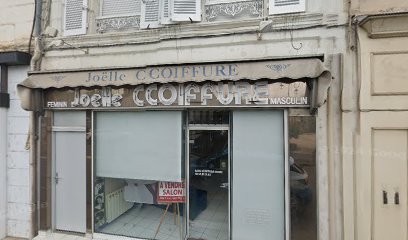 Joëlle C'COIFFURE
FEMININ Joëlle C'COIFFURE MASCULIN
A VENDRE
SALON